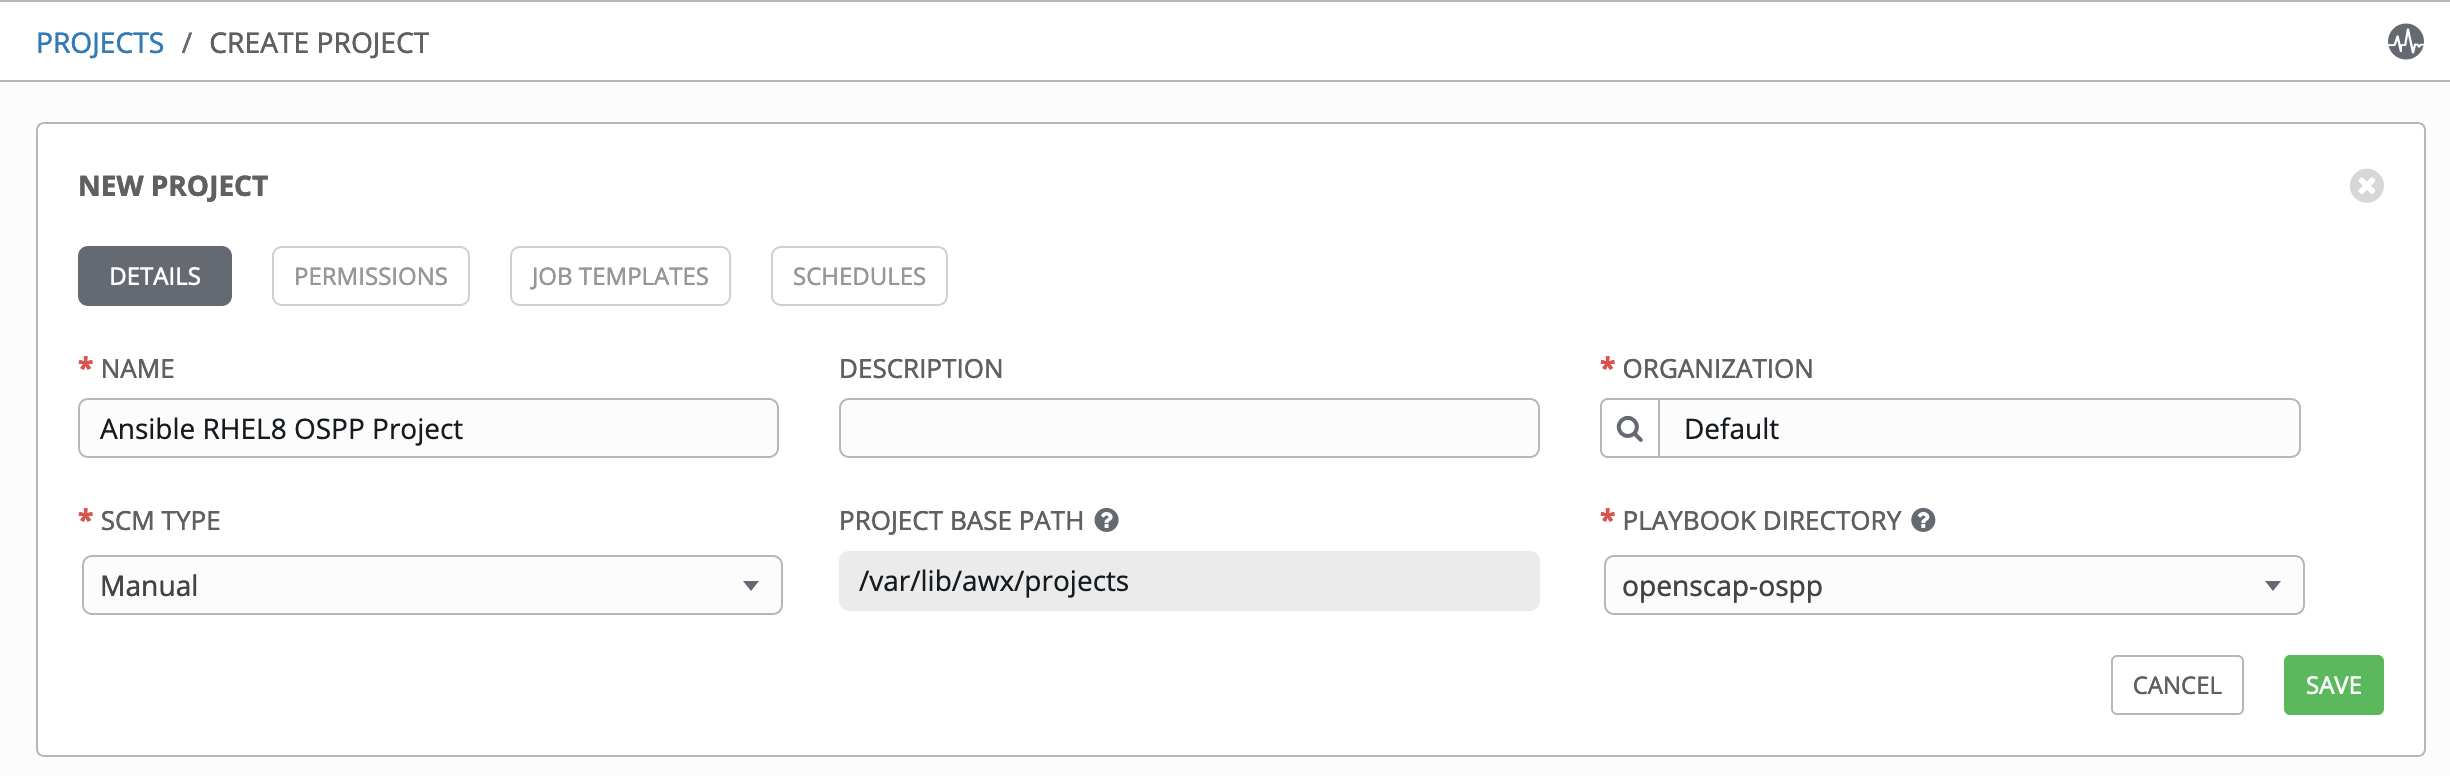 PROJECTS / CREATE PROJECT
NEW PROJECT
DETAILS PERMISSIONS JOB TEMPLATES SCHEDULES
* NAME DESCRIPTION * ORGANIZATION
Ansible RHEL8 OSPP Project Default
* SCM TYPE PROJECT BASE PATH ? * PLAYBOOK DIRECTORY ?
Manual /var/lib/awx/projects openscap-ospp
CANCEL SAVE